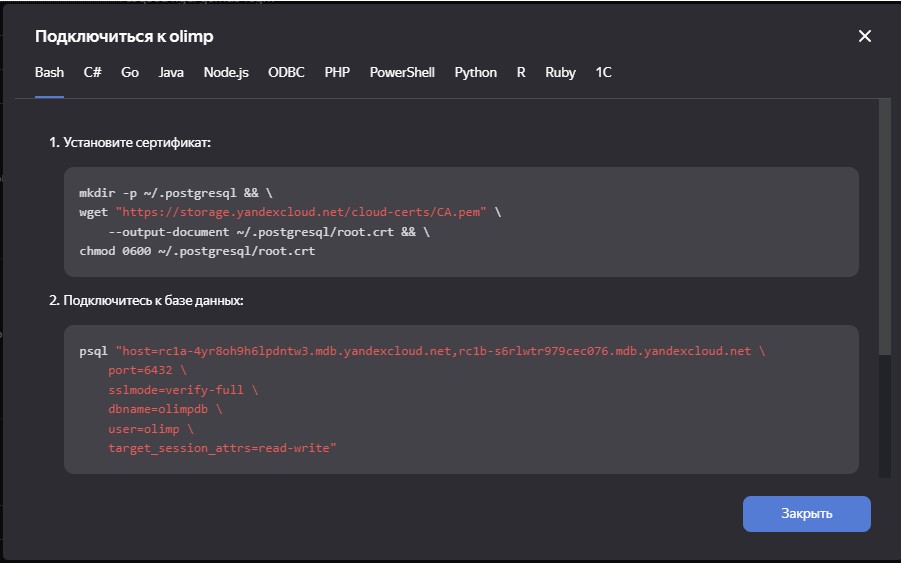 Подключиться к olimp
Bash C# Go Java Node.js ODBC PHP PowerShell Python R Ruby 1C
1. Установите сертификат:
mkdir -p ~/.postgresql && \
wget "https://storage.yandexcloud.net/cloud-certs/CA.pem" \
--output-document ~/.postgresql/root.crt && \
chmod 0600 ~/.postgresql/root.crt
2. Подключитесь к базе данных:
psql "host=rc1a-4yr8oh9h6lpdntw3.mdb.yandexcloud.net,rc1b-s6rlwtr979cec076.mdb.yandexcloud.net \
port=6432 \
sslmode=verify-full \
dbname=olimpdb \
user=olimp \
target_session_attrs=read-write"
Закрыть